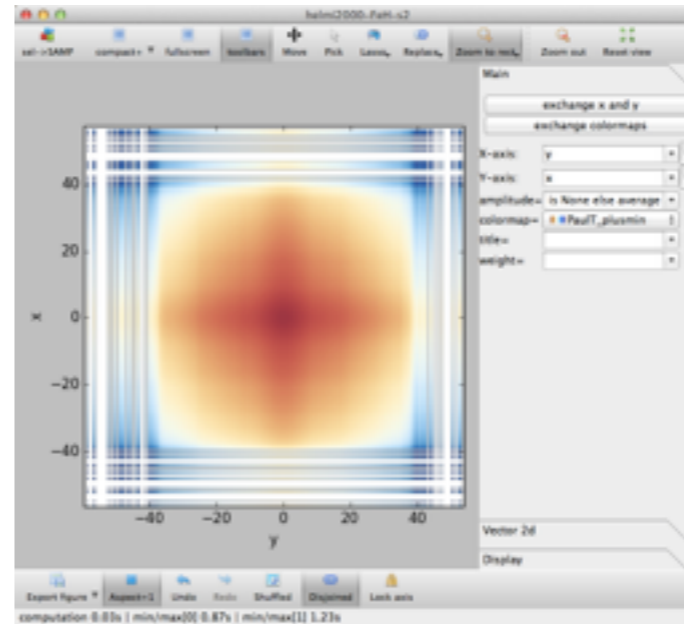 helmi2000-FeH-s2
sel->SAMP compact+ fullscreen toolbars Move Pick Lasso Replace Zoom to rect Zoom out Reset view
Main
exchange x and y
exchange colormaps
X-axis: y
Y-axis: x
amplitude= is None else average
colormap= PaulT_plusmin
title=
weight=
40
20
x 0
−20
−40
−40 −20 0 20 40
y
Vector 2d
Display
Export figure Aspect=1 Undo Redo Shuffled Disjoined Lock axis
computation 0.03s | min/max[0] 0.87s | min/max[1] 1.23s